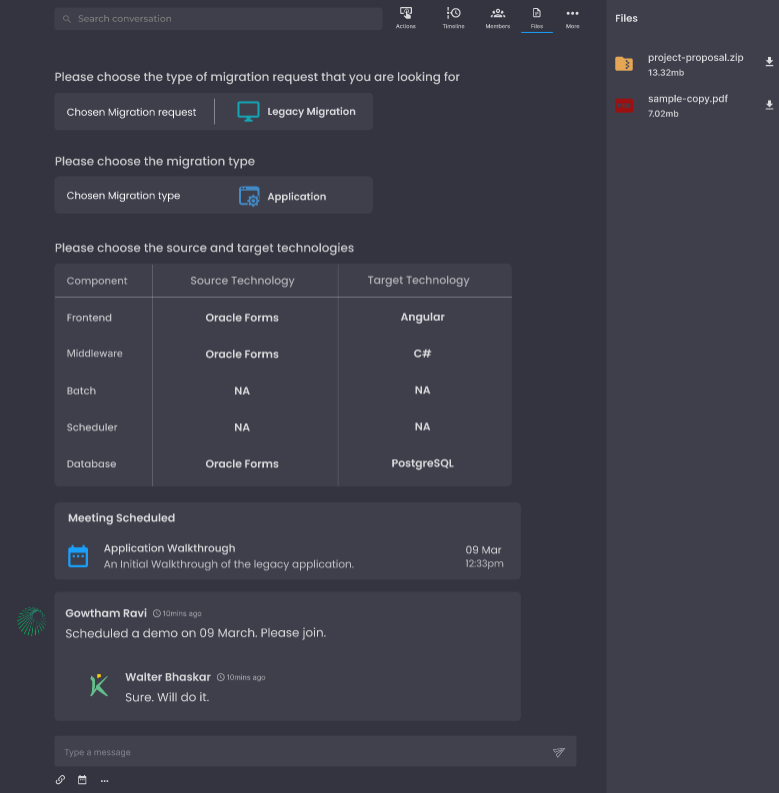 Search conversation
Actions
Timeline
Members
Files
More
Files
project-proposal.zip
13.32mb
sample-copy.pdf
7.02mb
Please choose the type of migration request that you are looking for
Chosen Migration request Legacy Migration
Please choose the migration type
Chosen Migration type Application
Please choose the source and target technologies
Component Source Technology Target Technology
Frontend Oracle Forms Angular
Middleware Oracle Forms C#
Batch NA NA
Scheduler NA NA
Database Oracle Forms PostgreSQL
Meeting Scheduled
Application Walkthrough 09 Mar
An Initial Walkthrough of the legacy application. 12:33pm
Gowtham Ravi 10mins ago
Scheduled a demo on 09 March. Please join.
Walter Bhaskar 10mins ago
Sure. Will do it.
Type a message